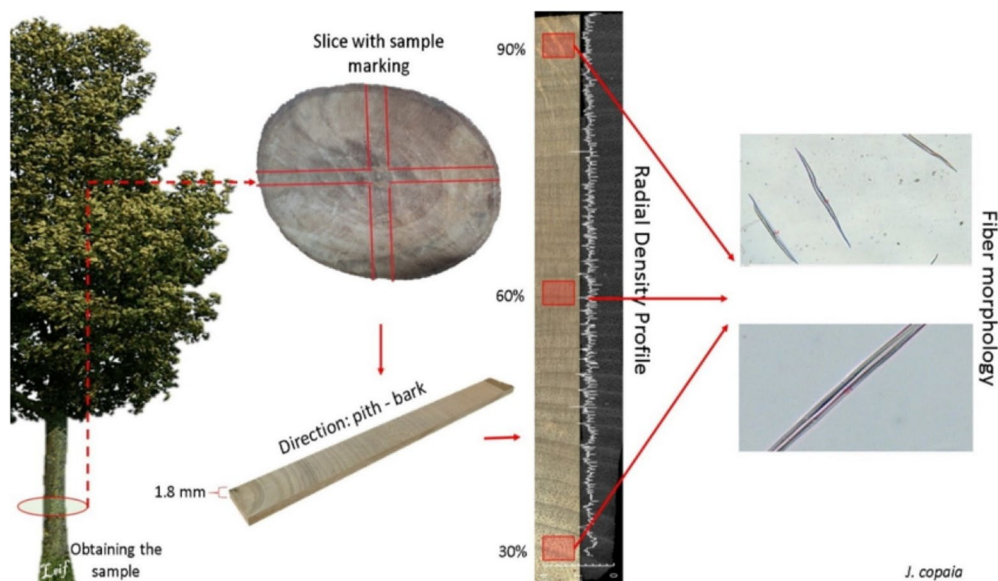 Slice with sample
marking
90%
60%
30%
Radial Density Profile
Fiber morphology
Direction: pith - bark
1.8 mm
Obtaining the
sample
Leif
J. copaia